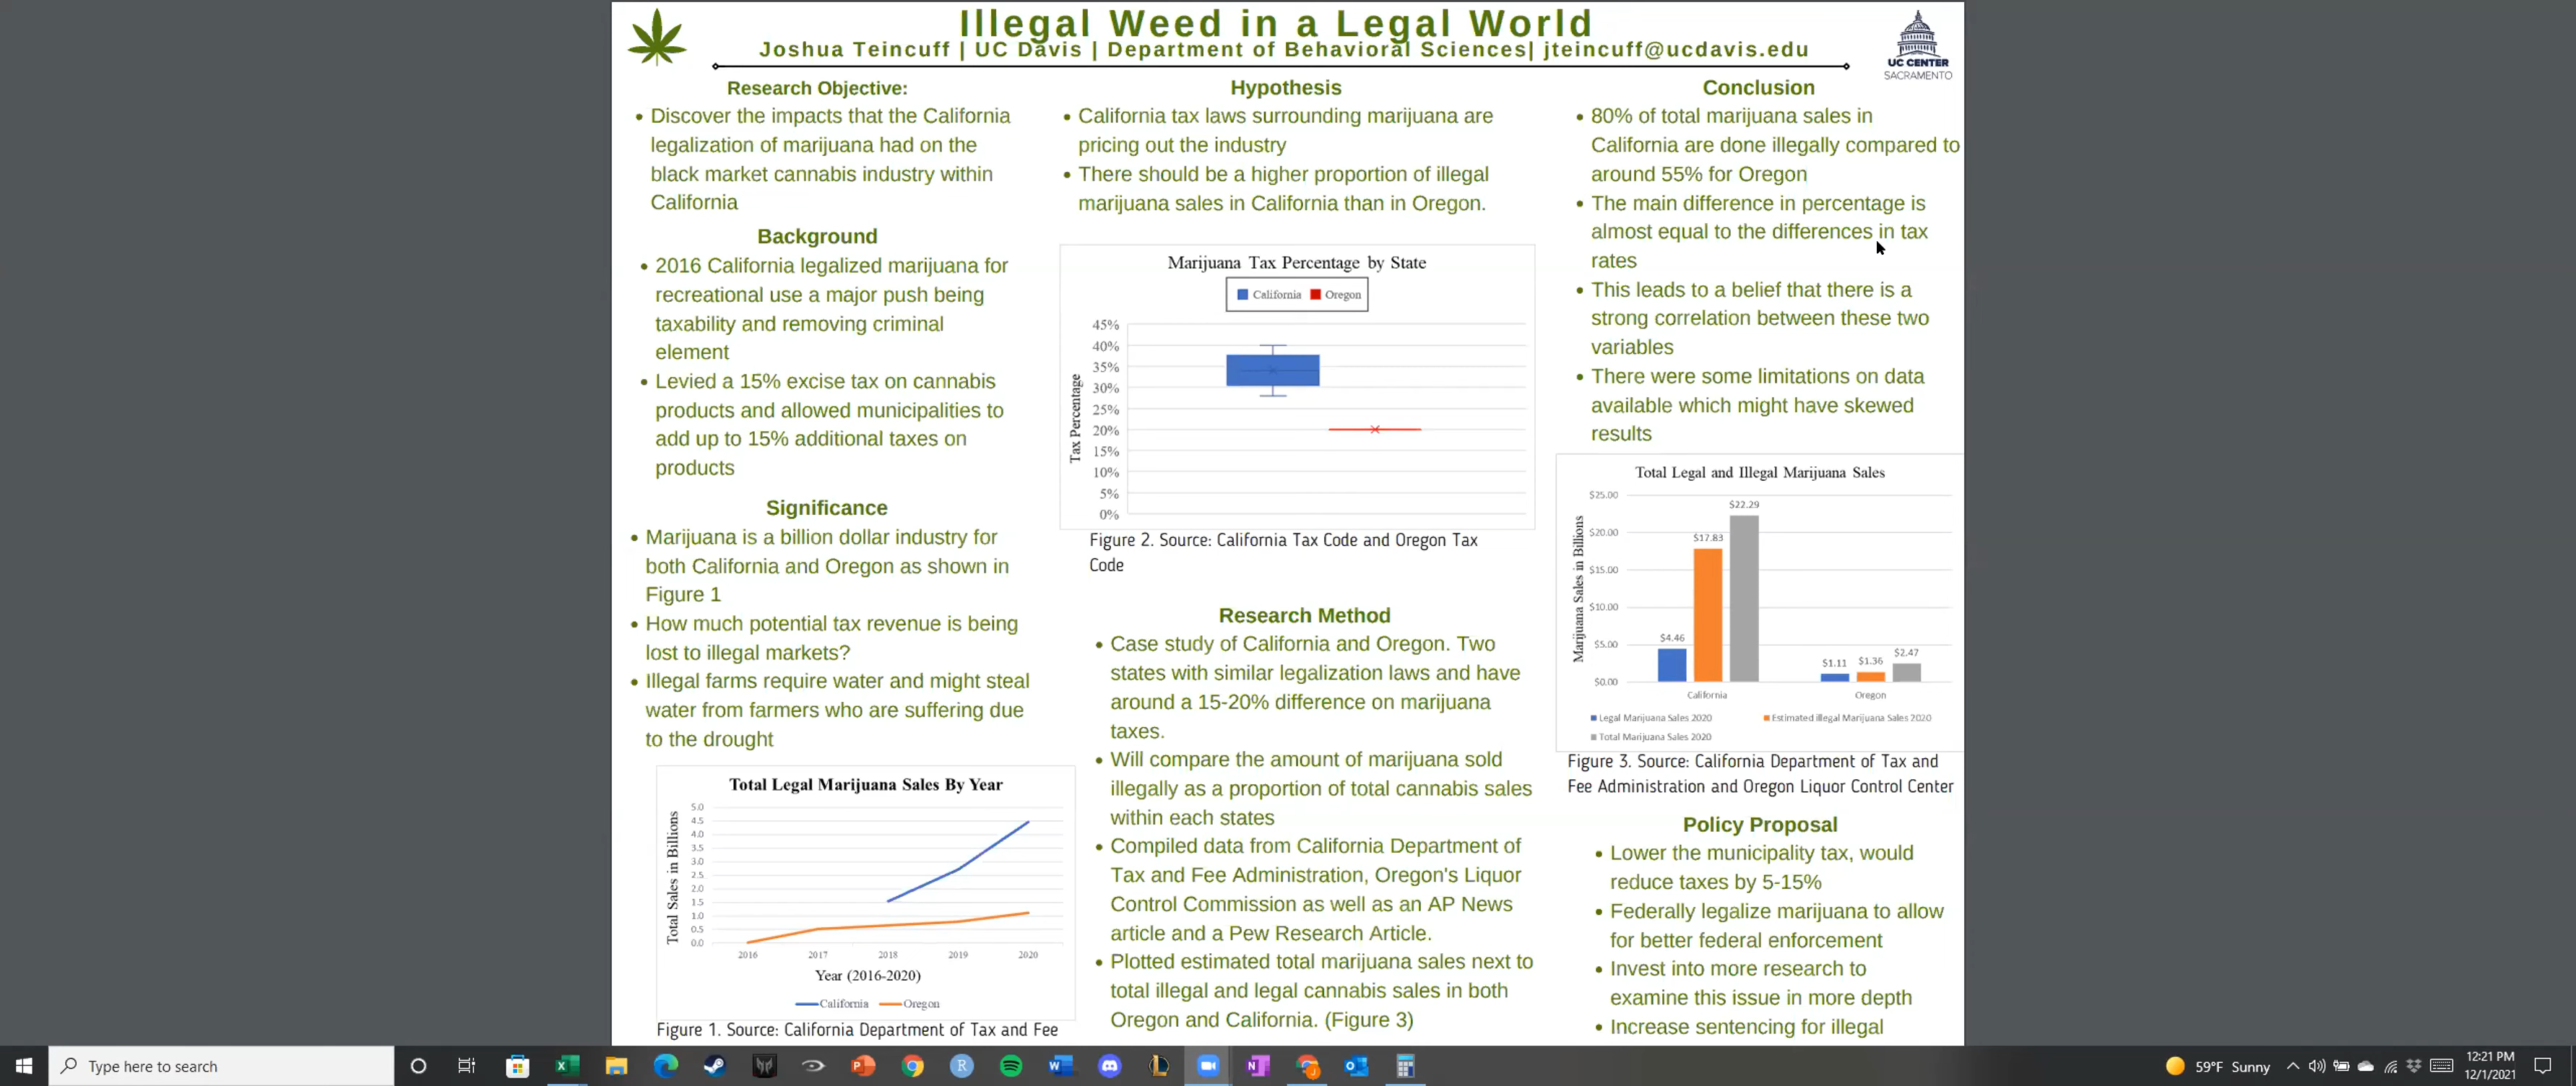 Illegal Weed in a Legal World
Joshua Teincuff | UC Davis | Department of Behavioral Sciences| jteincuff@ucdavis.edu
UC CENTER
SACRAMENTO
Research Objective:
• Discover the impacts that the California
legalization of marijuana had on the
black market cannabis industry within
California
Background
• 2016 California legalized marijuana for
recreational use a major push being
taxability and removing criminal
element
• Levied a 15% excise tax on cannabis
products and allowed municipalities to
add up to 15% additional taxes on
products
Significance
• Marijuana is a billion dollar industry for
both California and Oregon as shown in
Figure 1
• How much potential tax revenue is being
lost to illegal markets?
• Illegal farms require water and might steal
water from farmers who are suffering due
to the drought
Total Legal Marijuana Sales By Year
Total Sales in Billions
5.0
4.5
4.0
3.5
3.0
2.5
2.0
1.5
1.0
0.5
0.0
2016 2017 2018 2019 2020
Year (2016-2020)
California Oregon
Figure 1. Source: California Department of Tax and Fee
Hypothesis
• California tax laws surrounding marijuana are
pricing out the industry
• There should be a higher proportion of illegal
marijuana sales in California than in Oregon.
Marijuana Tax Percentage by State
California Oregon
Tax Percentage
45%
40%
35%
30%
25%
20%
15%
10%
5%
0%
Figure 2. Source: California Tax Code and Oregon Tax
Code
Research Method
• Case study of California and Oregon. Two
states with similar legalization laws and have
around a 15-20% difference on marijuana
taxes.
• Will compare the amount of marijuana sold
illegally as a proportion of total cannabis sales
within each states
• Compiled data from California Department of
Tax and Fee Administration, Oregon's Liquor
Control Commission as well as an AP News
article and a Pew Research Article.
• Plotted estimated total marijuana sales next to
total illegal and legal cannabis sales in both
Oregon and California. (Figure 3)
Conclusion
• 80% of total marijuana sales in
California are done illegally compared to
around 55% for Oregon
• The main difference in percentage is
almost equal to the differences in tax
rates
• This leads to a belief that there is a
strong correlation between these two
variables
• There were some limitations on data
available which might have skewed
results
Total Legal and Illegal Marijuana Sales
Marijuana Sales in Billions
$25.00
$20.00
$15.00
$10.00
$5.00
$0.00
$4.46 $17.83 $22.29
$1.11 $1.36 $2.47
California Oregon
Legal Marijuana Sales 2020 Estimated illegal Marijuana Sales 2020
Total Marijuana Sales 2020
Figure 3. Source: California Department of Tax and
Fee Administration and Oregon Liquor Control Center
Policy Proposal
• Lower the municipality tax, would
reduce taxes by 5-15%
• Federally legalize marijuana to allow
for better federal enforcement
• Invest into more research to
examine this issue in more depth
• Increase sentencing for illegal
Type here to search
59°F Sunny
12:21 PM
12/1/2021